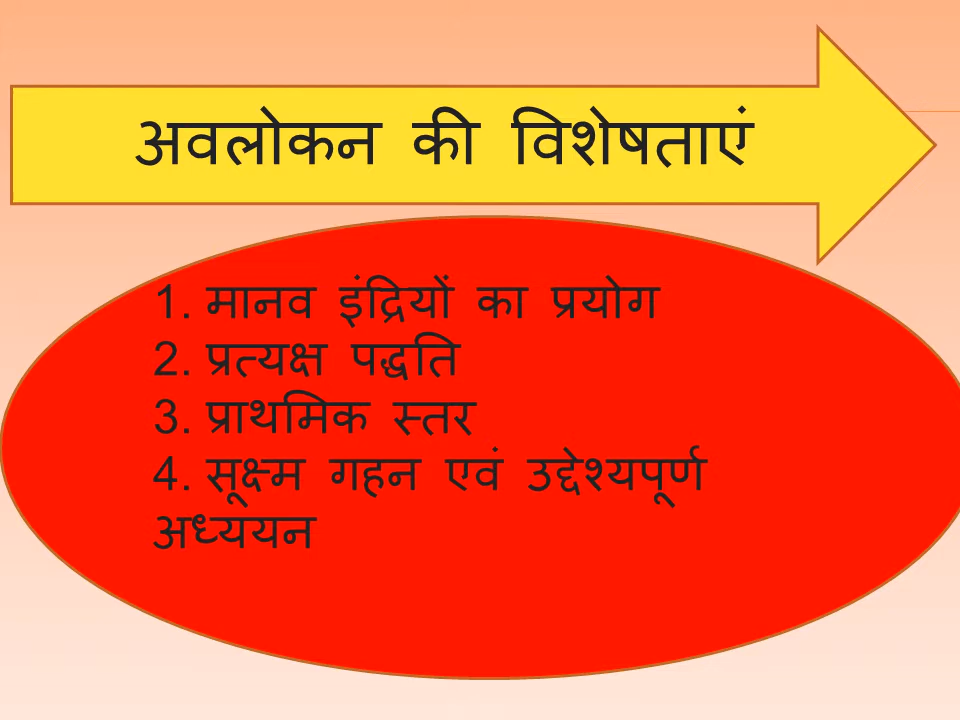 अवलोकन की विशेषताएं
1. मानव इंद्रियों का प्रयोग
2. प्रत्यक्ष पद्धति
3. प्राथमिक स्तर
4. सूक्ष्म गहन एवं उद्देश्यपूर्ण
अध्ययन